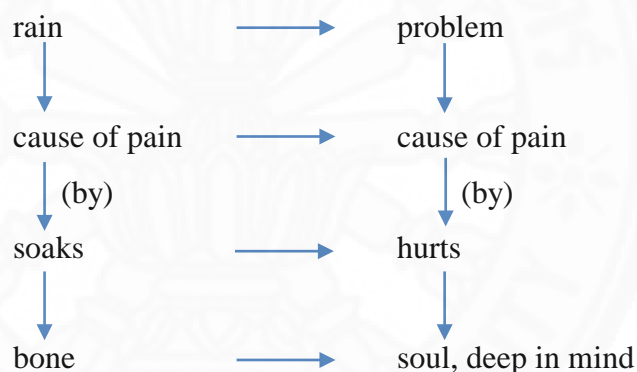 rain problem
cause of pain cause of pain
(by) (by)
soaks hurts
bone soul, deep in mind